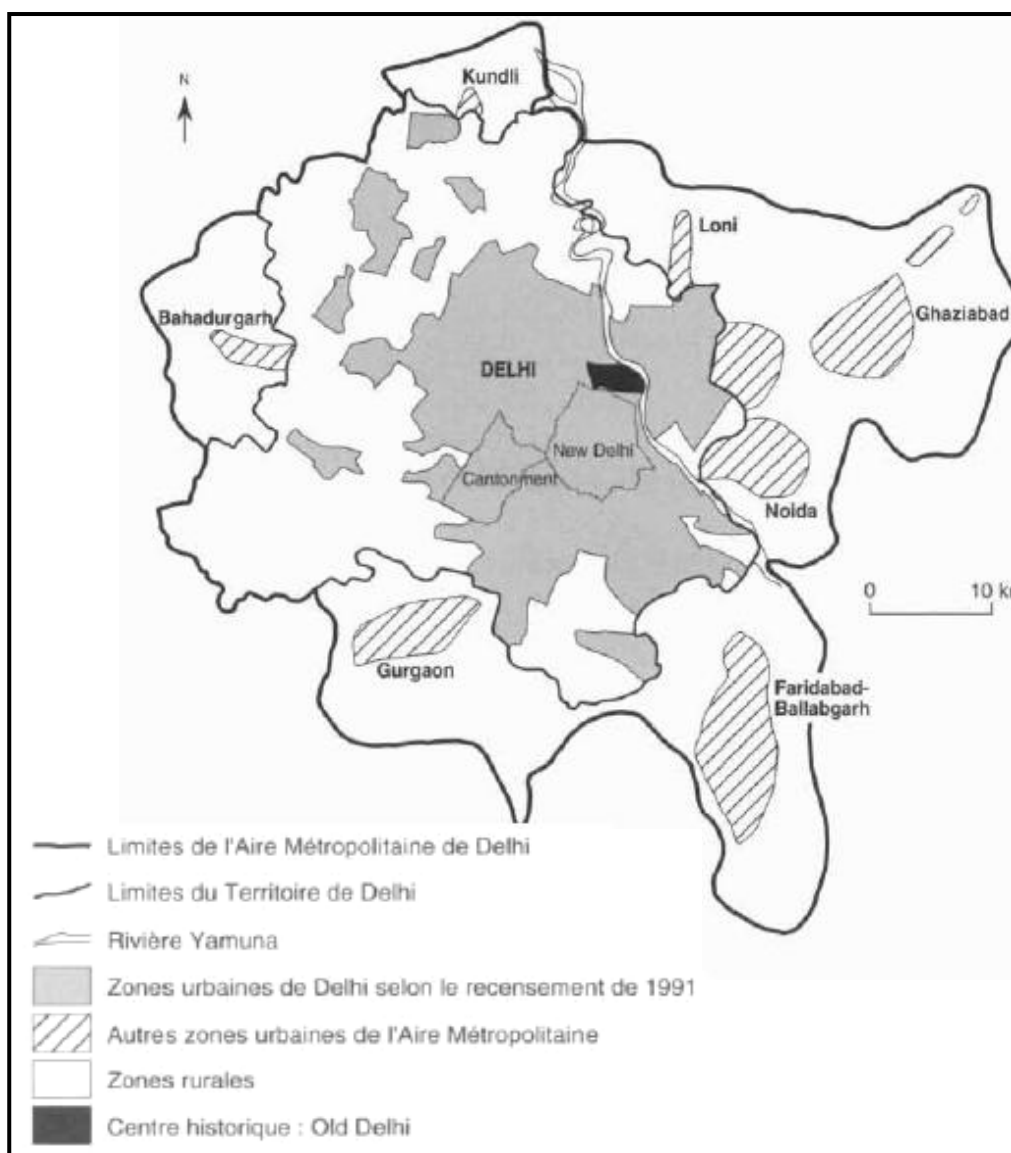 N
Kundli
Loni
Ghaziabad
Bahadurgarh
DELHI
New Delhi
Cantonment
Noida
0 10 k
Gurgaon
Faridabad-
Ballabgarh
Limites de l'Aire Métropolitaine de Delhi
Limites du Territoire de Delhi
Rivière Yamuna
Zones urbaines de Delhi selon le recensement de 1991
Autres zones urbaines de l'Aire Métropolitaine
Zones rurales
Centre historique : Old Delhi